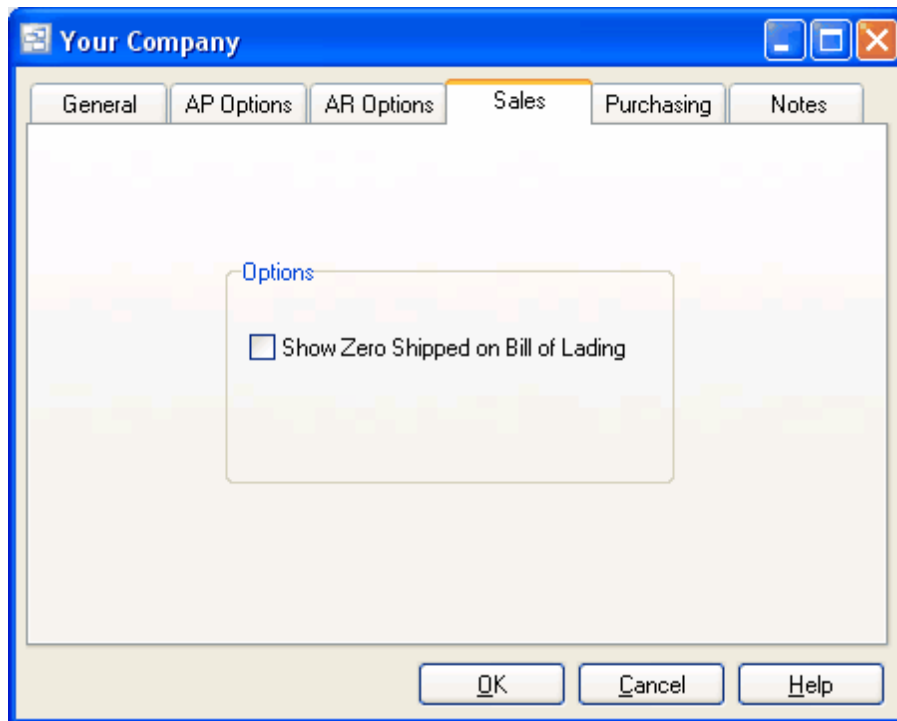 Your Company
General AP Options AR Options Sales Purchasing Notes
Options
Show Zero Shipped on Bill of Lading
OK Cancel Help